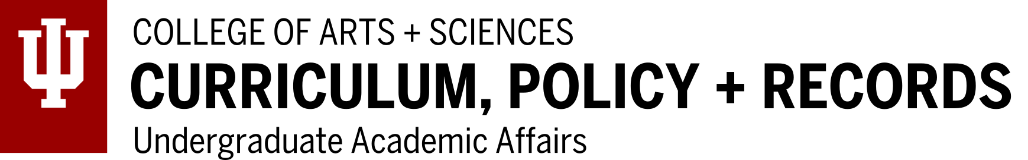 COLLEGE OF ARTS + SCIENCES
CURRICULUM, POLICY + RECORDS
Undergraduate Academic Affairs